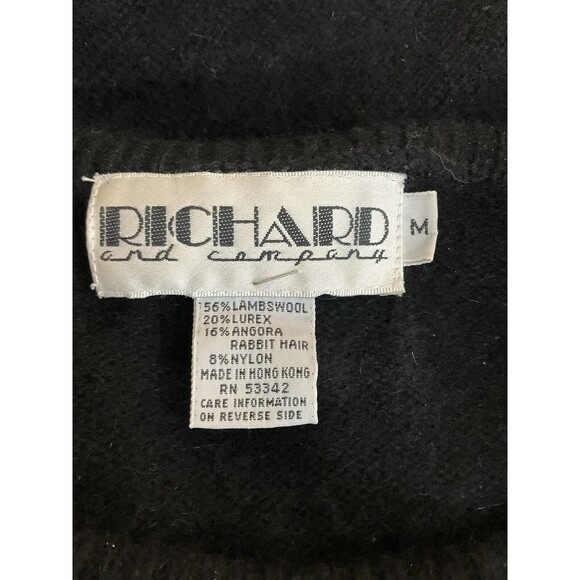 RICHARD
and company
M
56% LAMBSWOOL
20% LUREX
16% ANGORA
RABBIT HAIR
8% NYLON
MADE IN HONG KONG
RN 53342
CARE INFORMATION
ON REVERSE SIDE